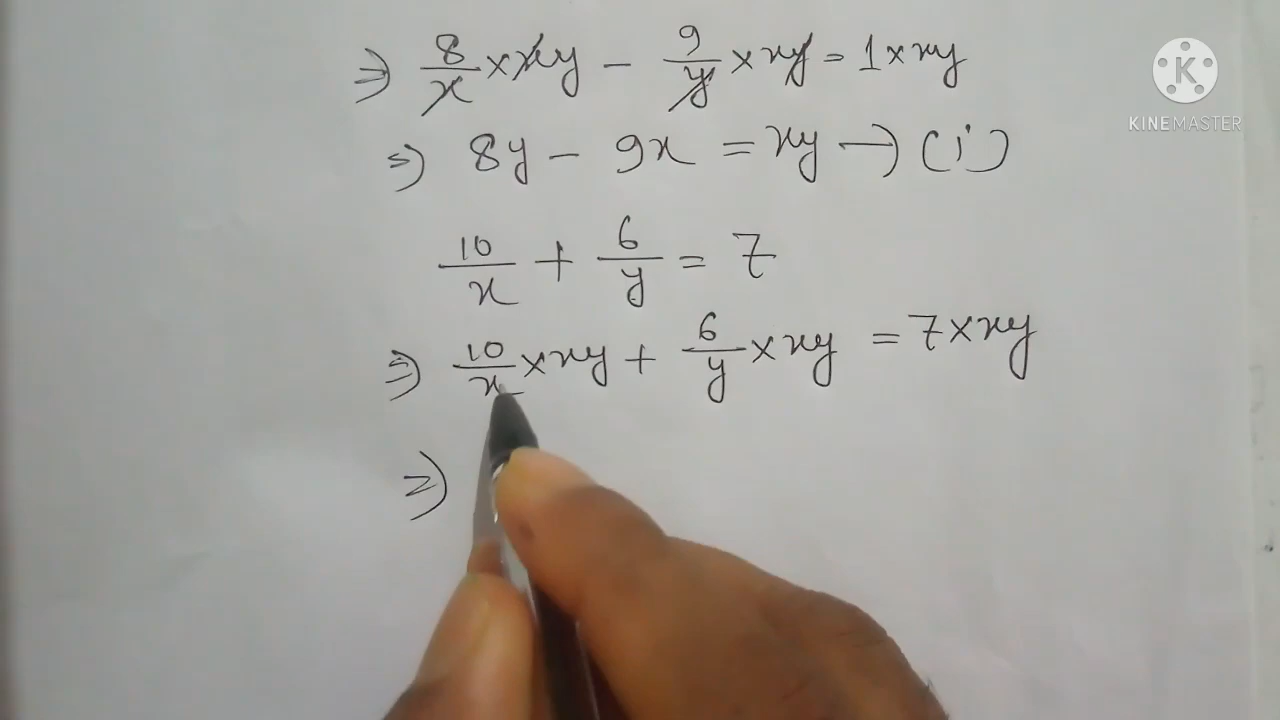 ⇒ 8/x × xy − 9/y × xy = 1 × xy
⇒ 8y − 9x = xy → (i)
10/x + 6/y = 7
⇒ 10/x × xy + 6/y × xy = 7 × xy
⇒
K
KINEMASTER